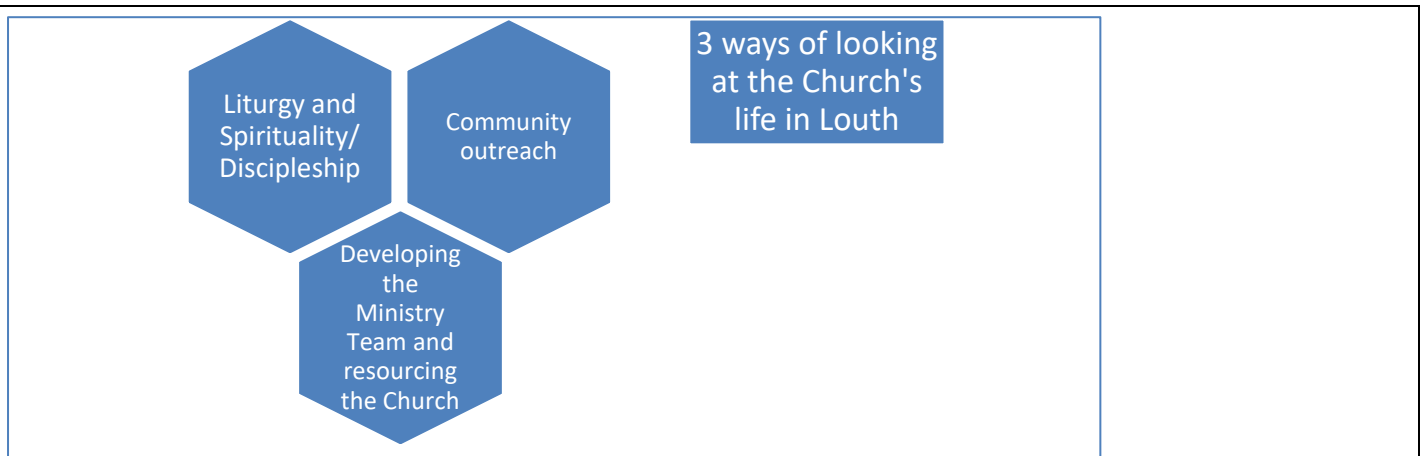 Liturgy and
Spirituality/
Discipleship
Community
outreach
3 ways of looking
at the Church's
life in Louth
Developing
the
Ministry
Team and
resourcing
the Church